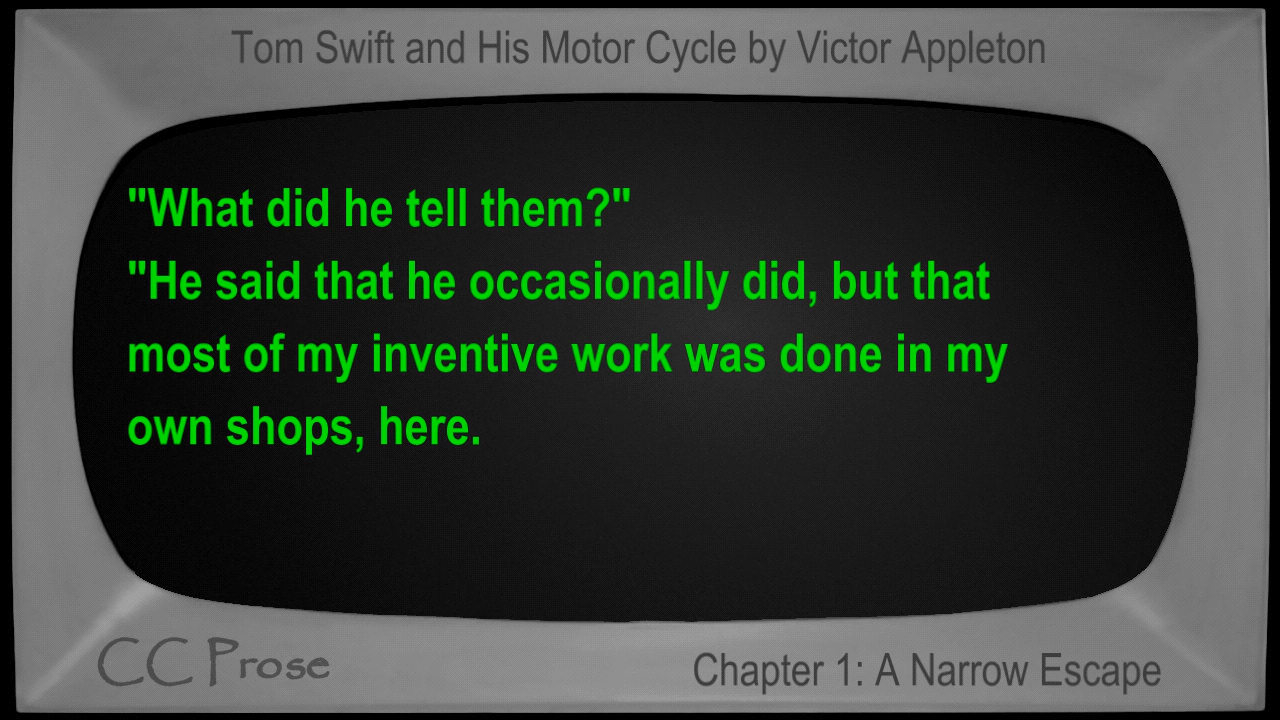 Tom Swift and His Motor Cycle by Victor Appleton
"What did he tell them?"
"He said that he occasionally did, but that
most of my inventive work was done in my
own shops, here.
CC Prose
Chapter 1: A Narrow Escape